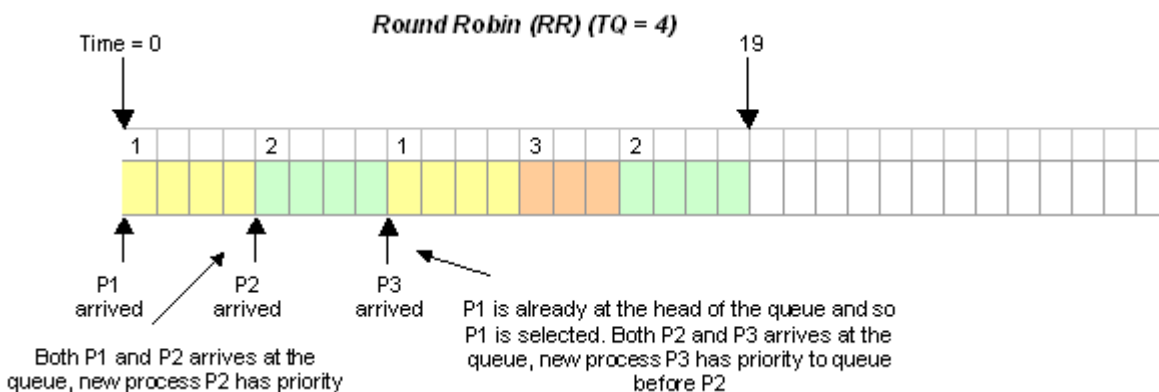 Round Robin (RR) (TQ = 4)
Time = 0
19
1 2 1 3 2
P1
arrived
P2
arrived
P3
arrived
Both P1 and P2 arrives at the
queue, new process P2 has priority
P1 is already at the head of the queue and so
P1 is selected. Both P2 and P3 arrives at the
queue, new process P3 has priority to queue
before P2